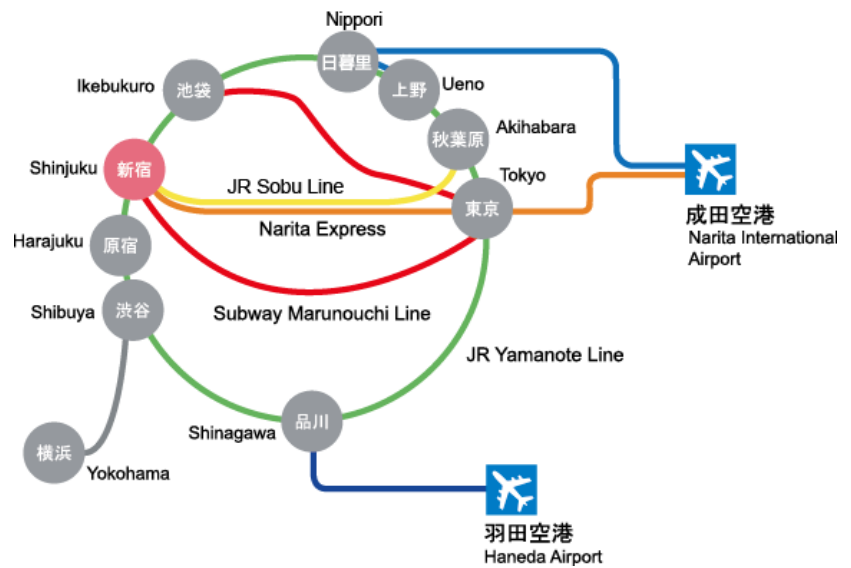 Nippori
日暮里
Ikebukuro
池袋
上野
Ueno
秋葉原
Akihabara
Shinjuku
新宿
JR Sobu Line
Tokyo
東京
Narita Express
成田空港
Narita International
Airport
Harajuku
原宿
Shibuya
渋谷
Subway Marunouchi Line
JR Yamanote Line
Shinagawa
品川
横浜
Yokohama
羽田空港
Haneda Airport